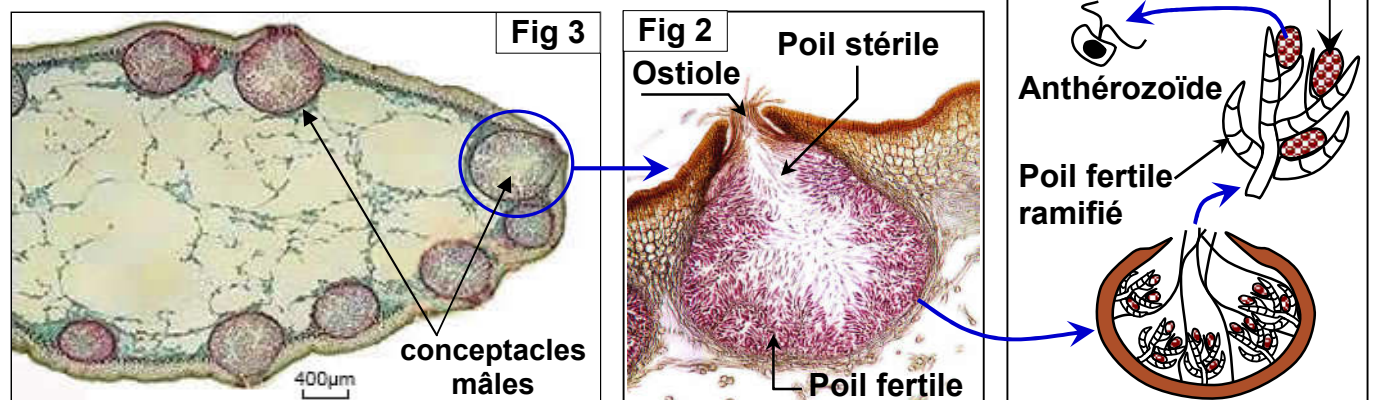 Fig 3
conceptacles
mâles
400µm
Fig 2
Poil stérile
Ostiole
Poil fertile
Anthérozoïde
Poil fertile
ramifié